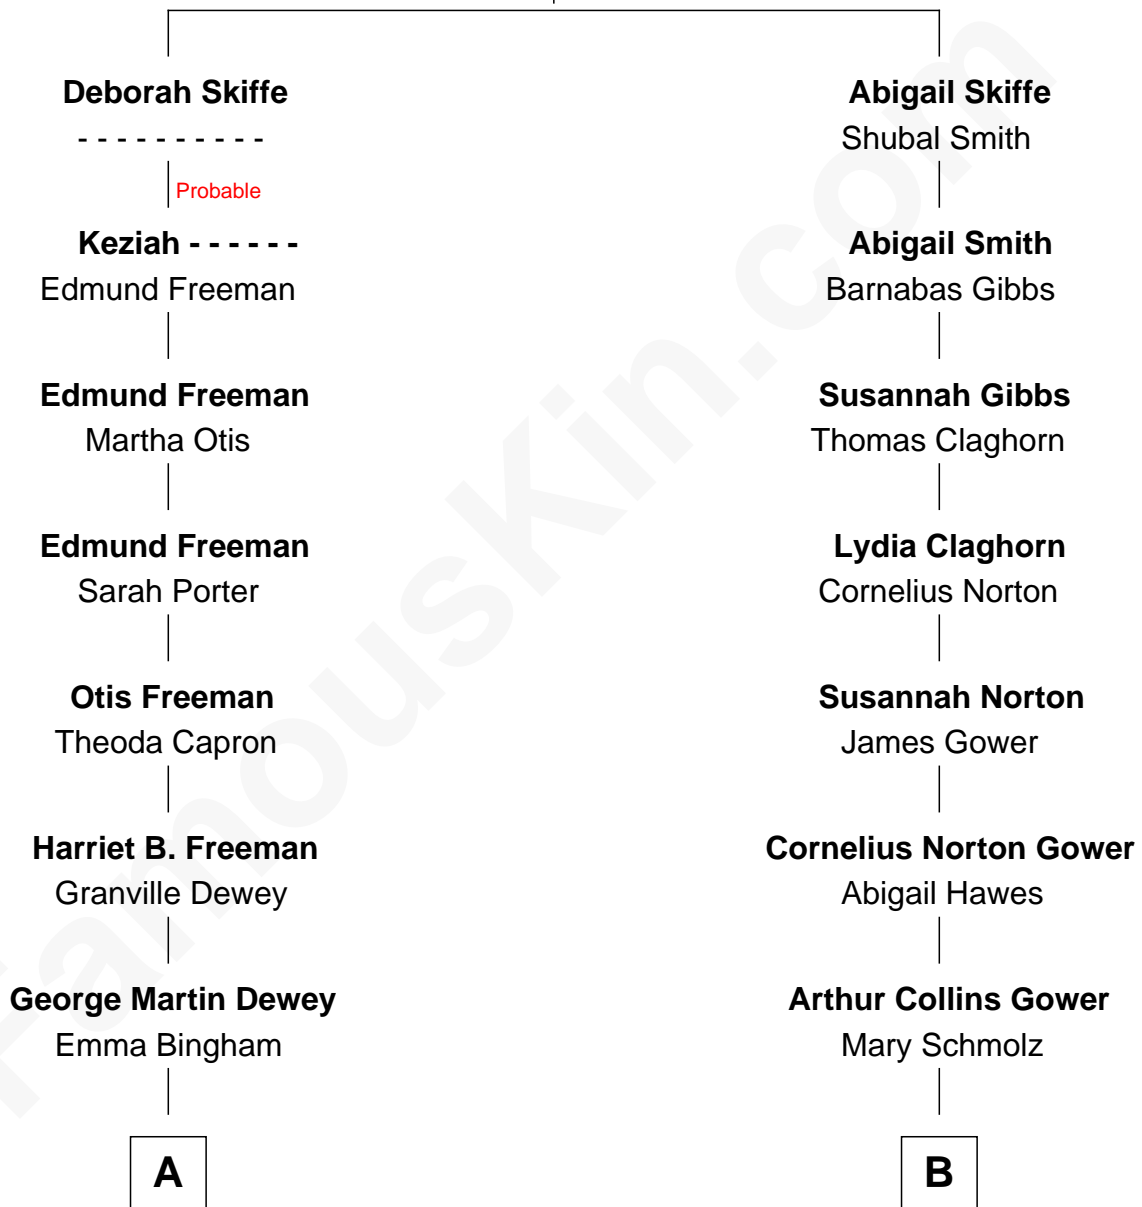 Deborah Skiffe
- - - - - - - - - -
Probable
Keziah - - - - - -
Edmund Freeman
Edmund Freeman
Martha Otis
Edmund Freeman
Sarah Porter
Otis Freeman
Theoda Capron
Harriet B. Freeman
Granville Dewey
George Martin Dewey
Emma Bingham
A
Abigail Skiffe
Shubal Smith
Abigail Smith
Barnabas Gibbs
Susannah Gibbs
Thomas Claghorn
Lydia Claghorn
Cornelius Norton
Susannah Norton
James Gower
Cornelius Norton Gower
Abigail Hawes
Arthur Collins Gower
Mary Schmolz
B
FamousKin.com